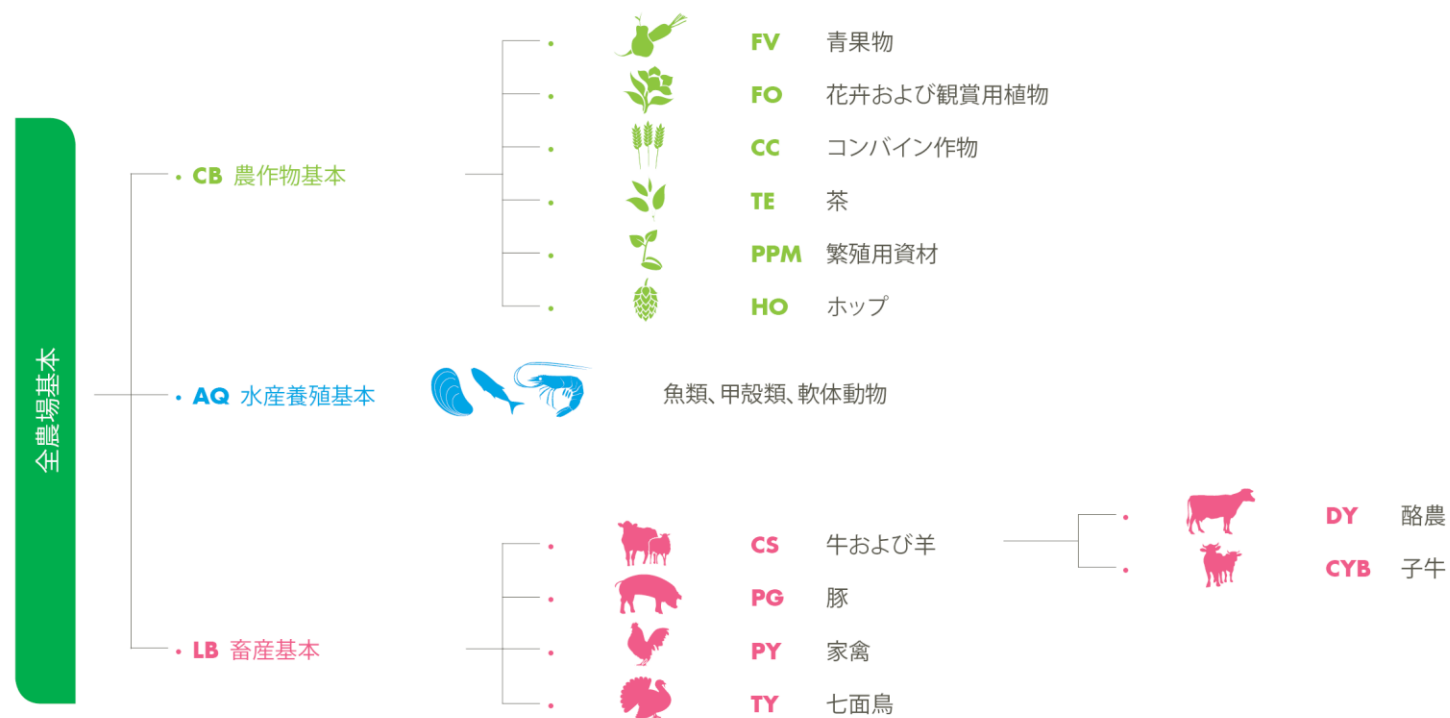 全農場基本
CB 農作物基本
FV 青果物
FO 花卉および観賞用植物
CC コンバイン作物
TE 茶
PPM 繁殖用資材
HO ホップ
AQ 水産養殖基本
魚類、甲殻類、軟体動物
LB 畜産基本
CS 牛および羊
DY 酪農
CYB 子牛
PG 豚
PY 家禽
TY 七面鳥